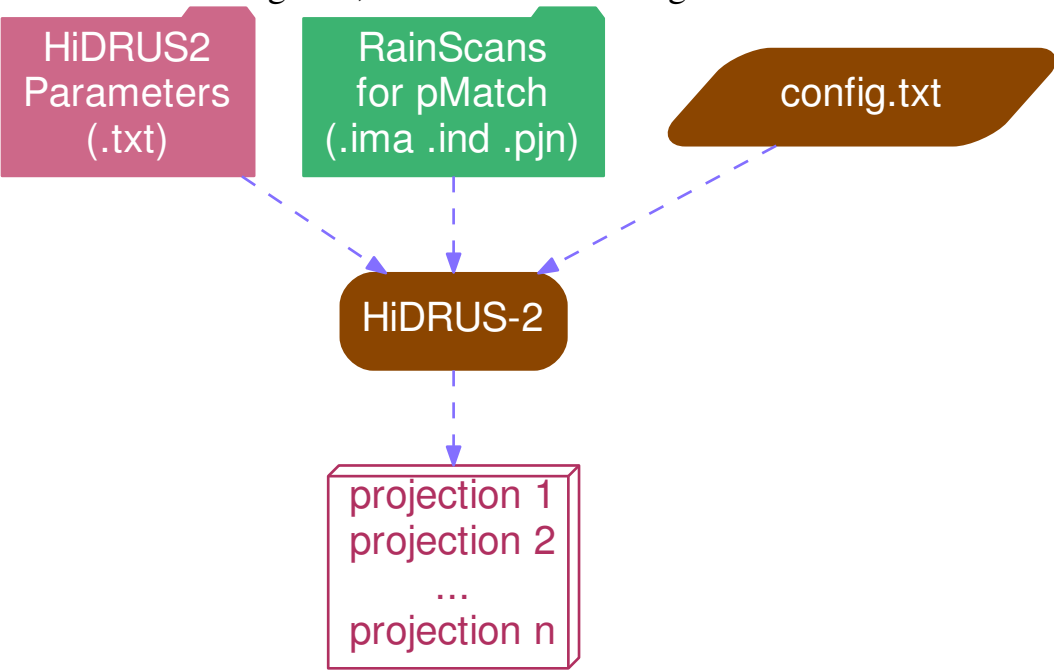 HiDRUS2
Parameters
(.txt)
RainScans
for pMatch
(.ima .ind .pjn)
config.txt
HiDRUS-2
projection 1
projection 2
...
projection n